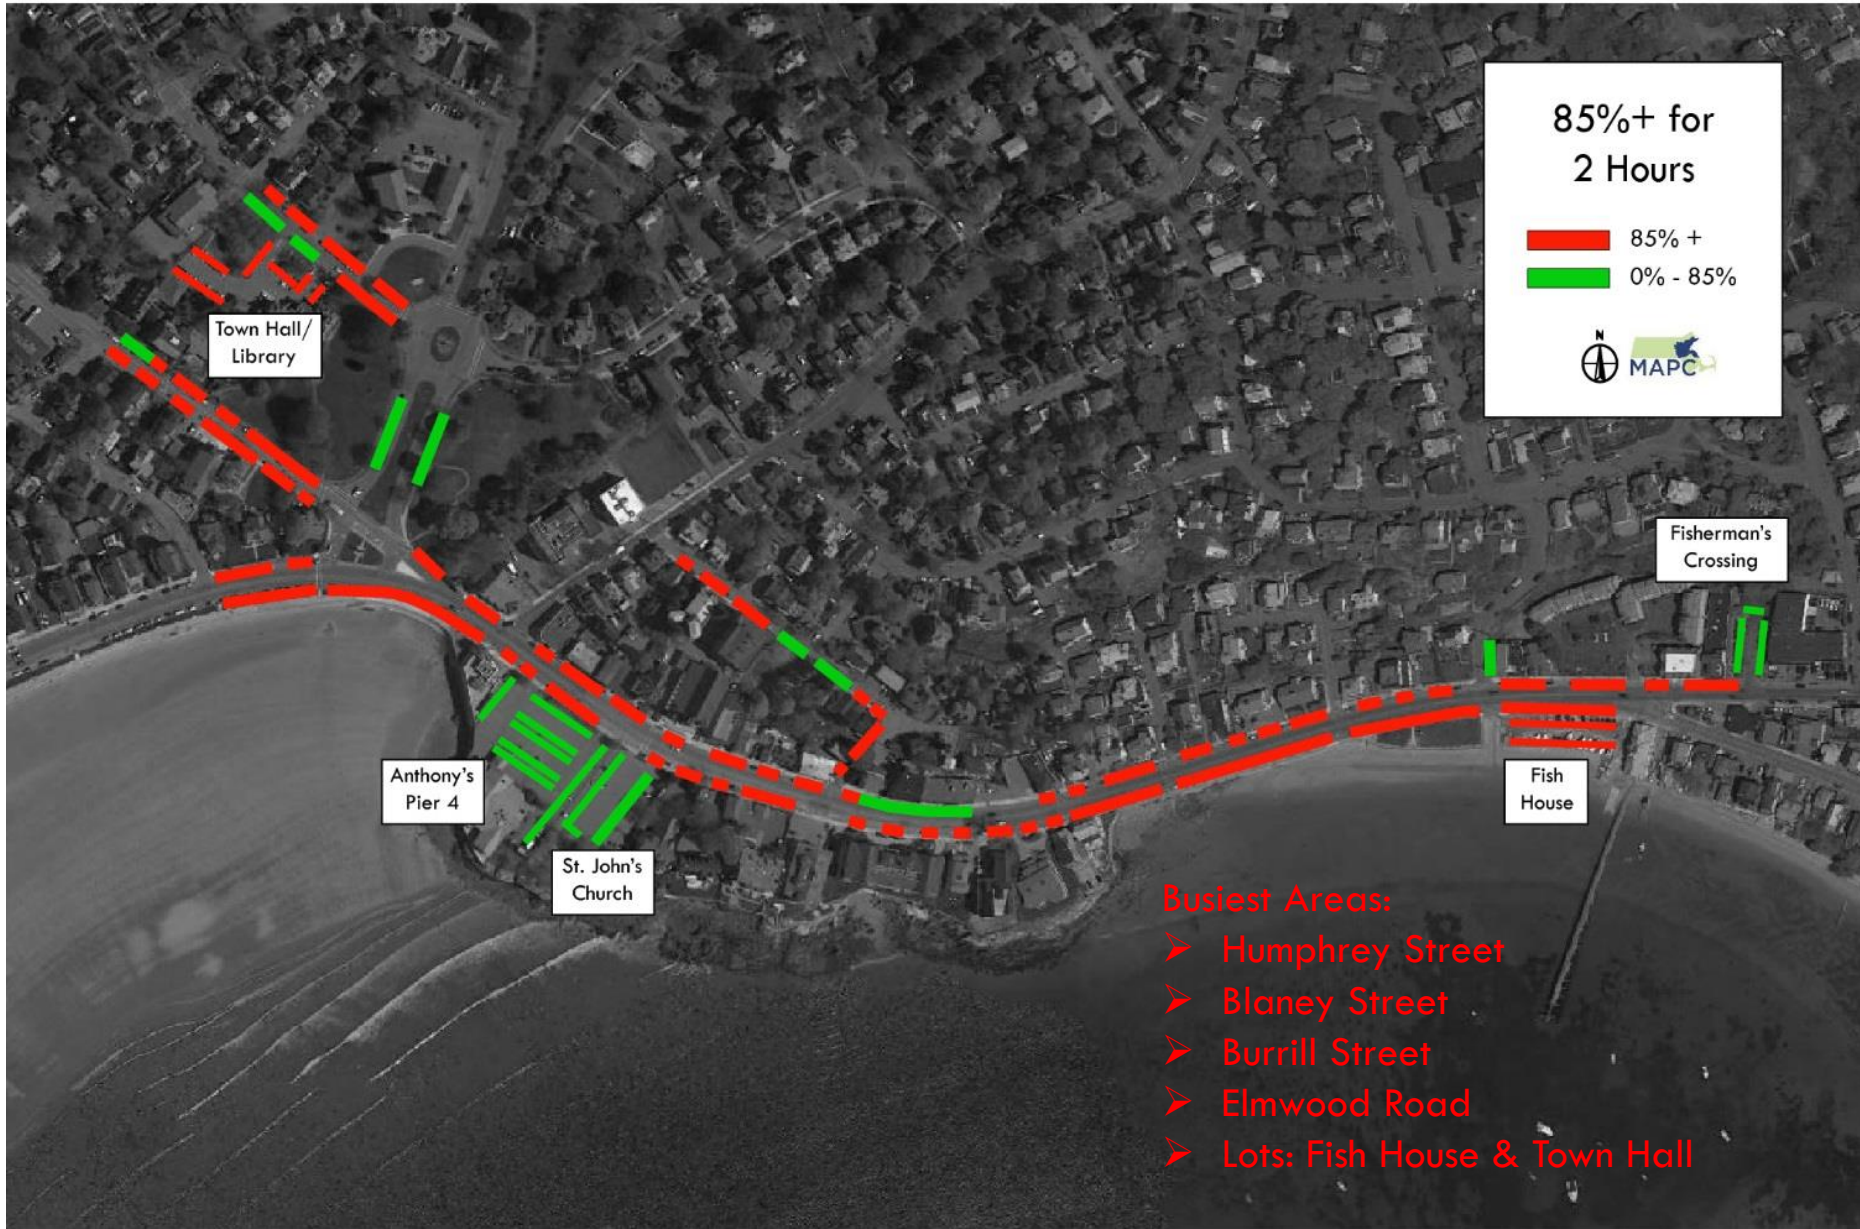 85%+ for
2 Hours
85% +
0% - 85%
N
MAPC
Town Hall/
Library
Fisherman's
Crossing
Anthony's
Pier 4
Fish
House
St. John's
Church
Busiest Areas:
➢ Humphrey Street
➢ Blaney Street
➢ Burrill Street
➢ Elmwood Road
➢ Lots: Fish House & Town Hall